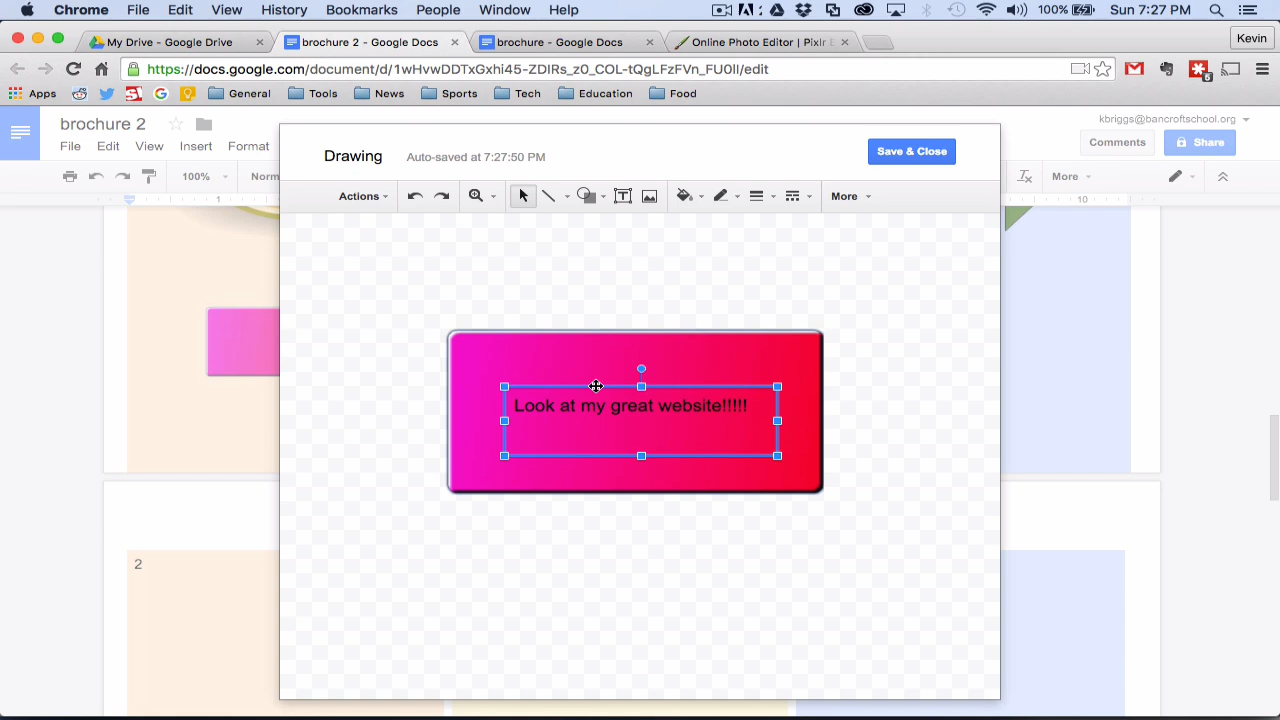 Chrome File Edit View History Bookmarks People Window Help 100% Sun 7:27 PM
My Drive - Google Drive brochure 2 - Google Docs brochure - Google Docs Online Photo Editor | Pixlr E Kevin
https://docs.google.com/document/d/1wHvwDDTxGxhi45-ZDIRs_z0_COL-tQgLFzFVn_FU0lI/edit
Apps General Tools News Sports Tech Education Food
brochure 2 kbriggs@bancroftschool.org
File Edit View Insert Format Comments Share
Drawing Auto-saved at 7:27:50 PM Save & Close
100% Norm More
Actions More
1 10
Look at my great website!!!!!
2